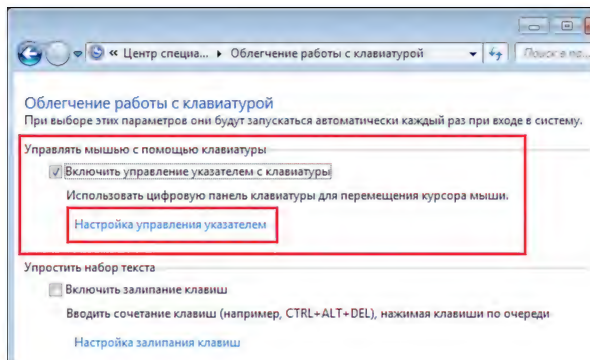 « Центр специа... ▸ Облегчение работы с клавиатурой
Поиск в па...
Облегчение работы с клавиатурой
При выборе этих параметров они будут запускаться автоматически каждый раз при входе в систему.
Управлять мышью с помощью клавиатуры
Включить управление указателем с клавиатуры
Использовать цифровую панель клавиатуры для перемещения курсора мыши.
Настройка управления указателем
Упростить набор текста
Включить залипание клавиш
Вводить сочетание клавиш (например, CTRL+ALT+DEL), нажимая клавиши по очереди
Настройка залипания клавиш